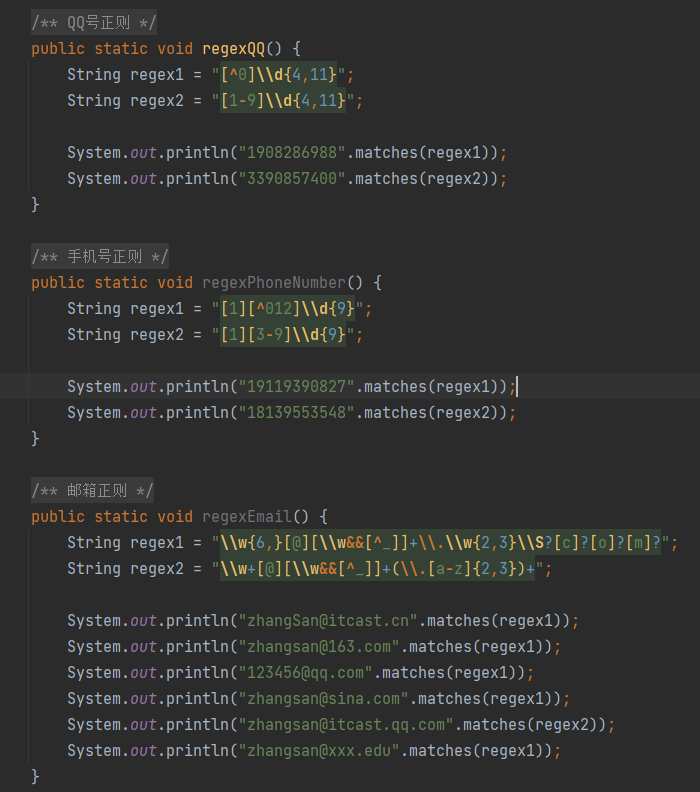 /** QQ号正则 */
public static void regexQQ() {
    String regex1 = "[^0]\\d{4,11}";
    String regex2 = "[1-9]\\d{4,11}";

    System.out.println("1908286988".matches(regex1));
    System.out.println("3390857400".matches(regex2));
}

/** 手机号正则 */
public static void regexPhoneNumber() {
    String regex1 = "[1][^012]\\d{9}";
    String regex2 = "[1][3-9]\\d{9}";

    System.out.println("19119390827".matches(regex1));
    System.out.println("18139553548".matches(regex2));
}

/** 邮箱正则 */
public static void regexEmail() {
    String regex1 = "\\w{6,}[@][\\w&&[^_]]+\\.\\w{2,3}\\S?[c]?[o]?[m]?";
    String regex2 = "\\w+[@][\\w&&[^_]]+(\\.[a-z]{2,3})+";

    System.out.println("zhangSan@itcast.cn".matches(regex1));
    System.out.println("zhangsan@163.com".matches(regex1));
    System.out.println("123456@qq.com".matches(regex1));
    System.out.println("zhangsan@sina.com".matches(regex1));
    System.out.println("zhangsan@itcast.qq.com".matches(regex2));
    System.out.println("zhangsan@xxx.edu".matches(regex1));
}